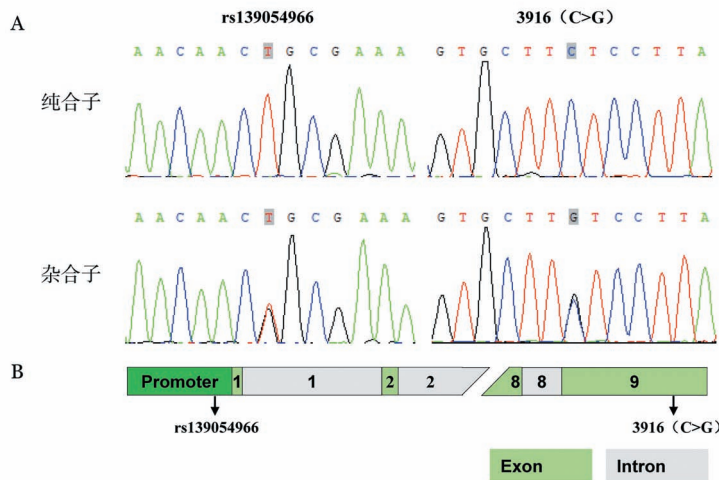 A
rs139054966 3916（C>G）
A A C A A C T G C G A A A G T G C T T C T C C T T A
纯合子
A A C A A C T G C G A A A G T G C T T G T C C T T A
杂合子
B
Promoter 1 1 2 2 8 8 9
rs139054966 3916（C>G）
Exon Intron